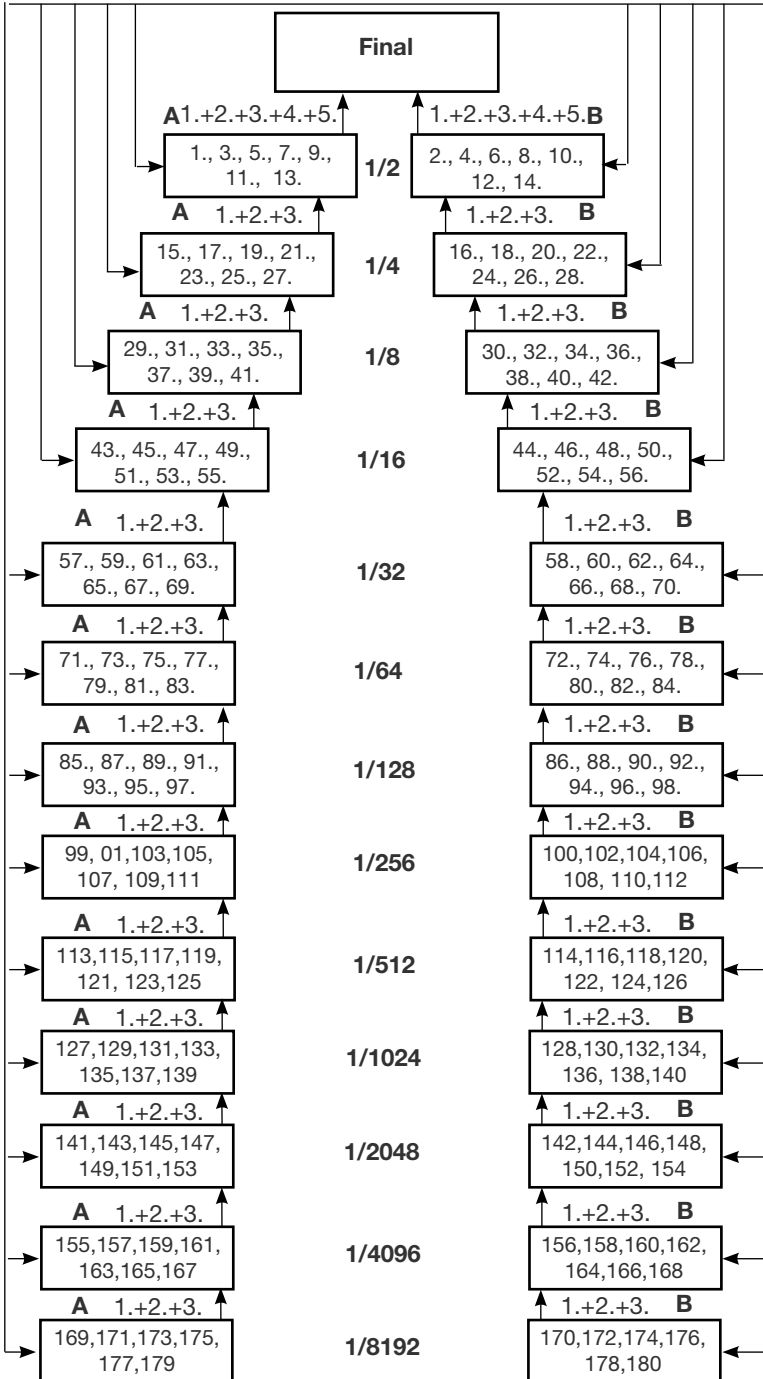 Final
A 1.+2.+3.+4.+5. 1.+2.+3.+4.+5. B
1., 3., 5., 7., 9., 1/2 2., 4., 6., 8., 10.,
11., 13. 12., 14.
A 1.+2.+3. 1.+2.+3. B
15., 17., 19., 21., 1/4 16., 18., 20., 22.,
23., 25., 27. 24., 26., 28.
A 1.+2.+3. 1.+2.+3. B
29., 31., 33., 35., 1/8 30., 32., 34., 36.,
37., 39., 41. 38., 40., 42.
A 1.+2.+3. 1.+2.+3. B
43., 45., 47., 49., 1/16 44., 46., 48., 50.,
51., 53., 55. 52., 54., 56.
A 1.+2.+3. 1.+2.+3. B
57., 59., 61., 63., 1/32 58., 60., 62., 64.,
65., 67., 69. 66., 68., 70.
A 1.+2.+3. 1.+2.+3. B
71., 73., 75., 77., 1/64 72., 74., 76., 78.,
79., 81., 83. 80., 82., 84.
A 1.+2.+3. 1.+2.+3. B
85., 87., 89., 91., 1/128 86., 88., 90., 92.,
93., 95., 97. 94., 96., 98.
A 1.+2.+3. 1.+2.+3. B
99, 01,103,105, 1/256 100,102,104,106,
107, 109,111 108, 110,112
A 1.+2.+3. 1.+2.+3. B
113,115,117,119, 1/512 114,116,118,120,
121, 123,125 122, 124,126
A 1.+2.+3. 1.+2.+3. B
127,129,131,133, 1/1024 128,130,132,134,
135,137,139 136, 138,140
A 1.+2.+3. 1.+2.+3. B
141,143,145,147, 1/2048 142,144,146,148,
149,151,153 150,152, 154
A 1.+2.+3. 1.+2.+3. B
155,157,159,161, 1/4096 156,158,160,162,
163,165,167 164,166,168
A 1.+2.+3. 1.+2.+3. B
169,171,173,175, 1/8192 170,172,174,176,
177,179 178,180